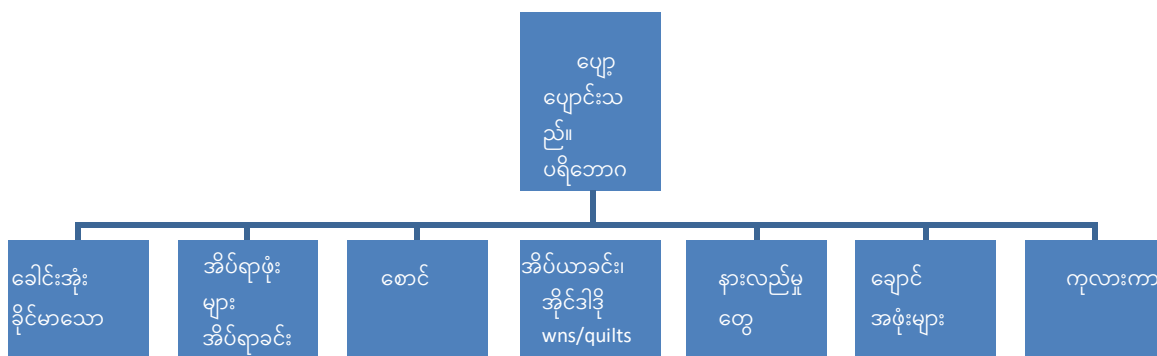 ပျော့
ပျောင်းသ
ည်။
ပရိဘောဂ
ခေါင်းအုံး
ခိုင်မာသော
အိပ်ရာဖုံး
များ
အိပ်ရာခင်း
စောင်
အိပ်ယာခင်း၊
အိုင်ဒါဒို
wns/quilts
နားလည်မှု
တွေ
ချောင်
အဖုံးများ
ကုလားကာ